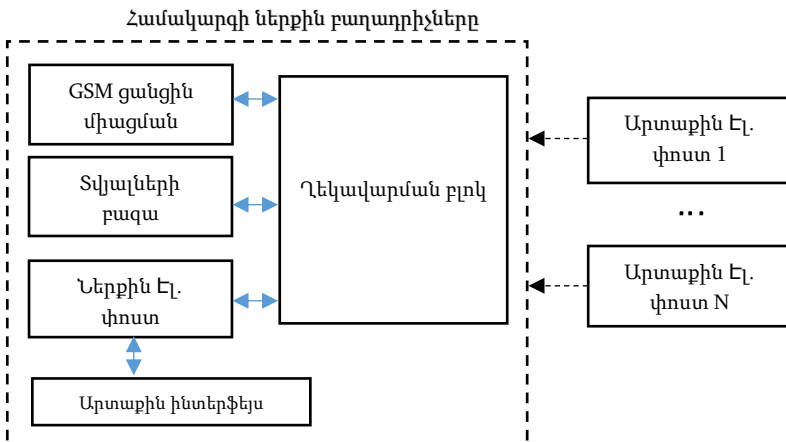 Համակարգի ներքին բաղադրիչները
GSM ցանցին
միացման
Տվյալների
բազա
Ներքին Էլ.
փոստ
Արտաքին ինտերֆեյս
Ղեկավարման բլոկ
Արտաքին Էլ.
փոստ 1
...
Արտաքին Էլ.
փոստ N